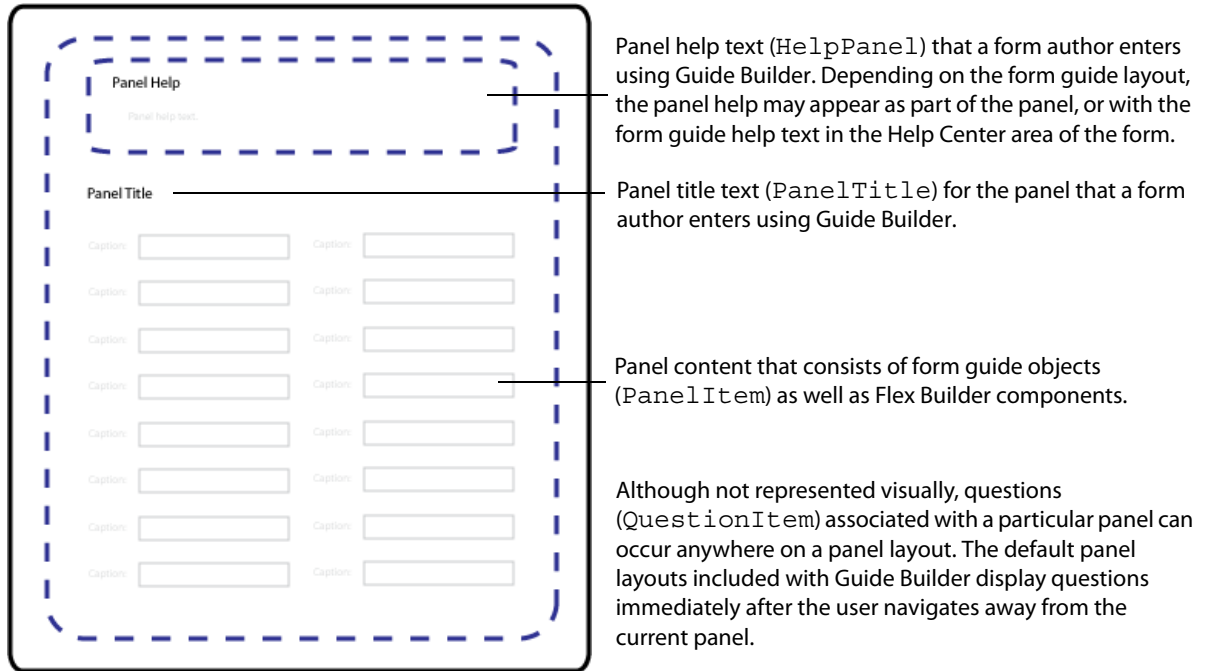 Panel Help
Panel help text.
Panel Title
Caption: Caption:
Caption: Caption:
Caption: Caption:
Caption: Caption:
Caption: Caption:
Caption: Caption:
Caption: Caption:
Caption: Caption:
Panel help text (HelpPanel) that a form author enters
using Guide Builder. Depending on the form guide layout,
the panel help may appear as part of the panel, or with the
form guide help text in the Help Center area of the form.
Panel title text (PanelTitle) for the panel that a form
author enters using Guide Builder.
Panel content that consists of form guide objects
(PanelItem) as well as Flex Builder components.
Although not represented visually, questions
(QuestionItem) associated with a particular panel can
occur anywhere on a panel layout. The default panel
layouts included with Guide Builder display questions
immediately after the user navigates away from the
current panel.